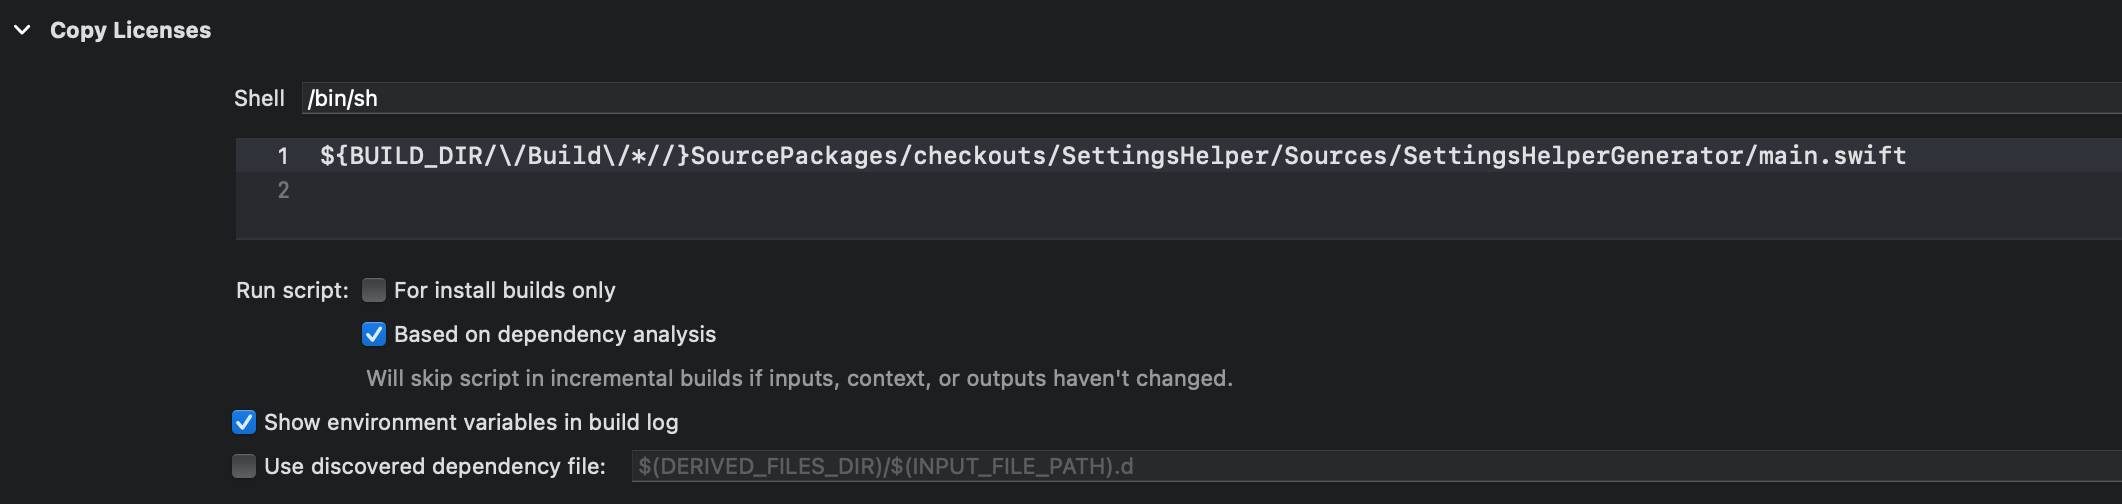 Copy Licenses
Shell /bin/sh
1 ${BUILD_DIR/\/Build\/*//}SourcePackages/checkouts/SettingsHelper/Sources/SettingsHelperGenerator/main.swift
2
Run script: For install builds only
Based on dependency analysis
Will skip script in incremental builds if inputs, context, or outputs haven't changed.
Show environment variables in build log
Use discovered dependency file: $(DERIVED_FILES_DIR)/$(INPUT_FILE_PATH).d